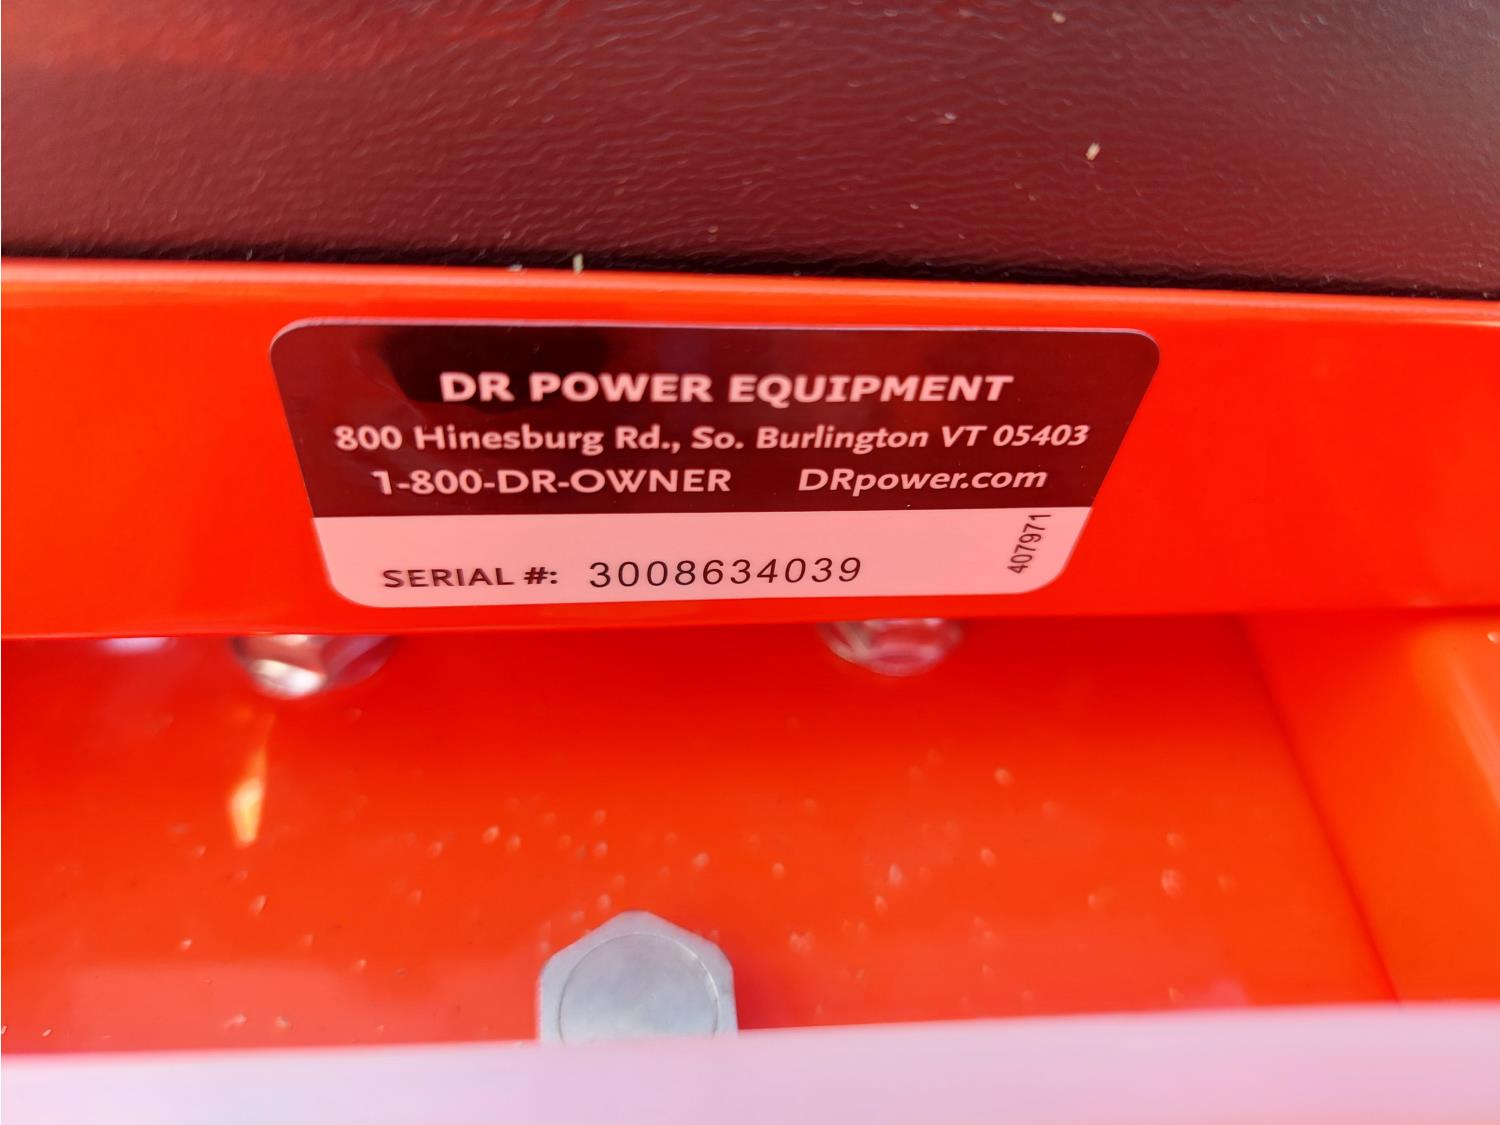 DR POWER EQUIPMENT
800 Hinesburg Rd., So. Burlington VT 05403
1-800-DR-OWNER DRpower.com
SERIAL #: 3008634039
407971